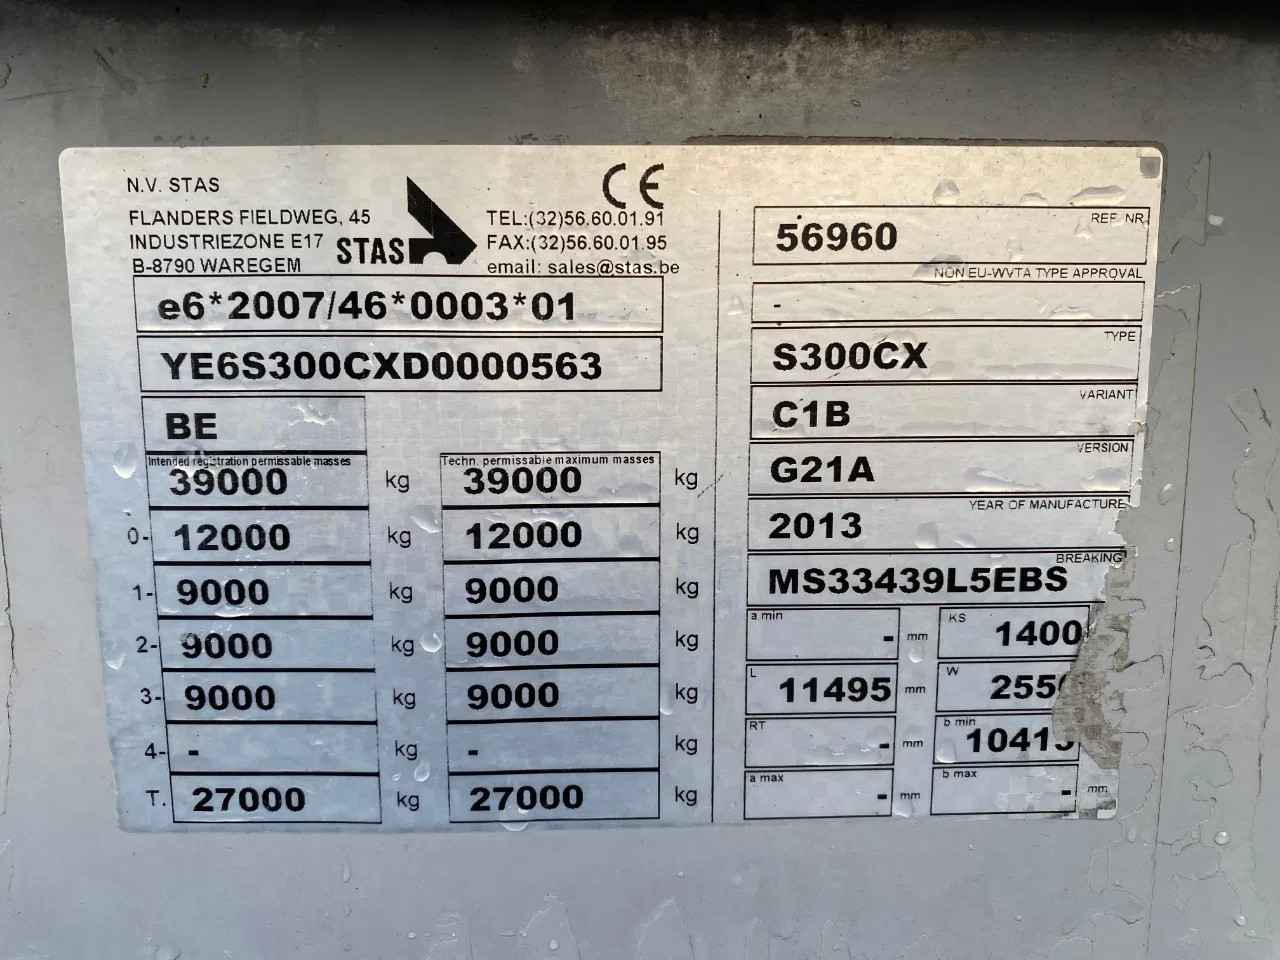 N.V. STAS
FLANDERS FIELDWEG, 45
INDUSTRIEZONE E17
B-8790 WAREGEM
STAS
CE
TEL:(32)56.60.01.91
FAX:(32)56.60.01.95
email: sales@stas.be
e6*2007/46*0003*01
YE6S300CXD0000563
BE
Intended registration permissable masses
39000 kg
0- 12000 kg
1- 9000 kg
2- 9000 kg
3- 9000 kg
4- - kg
T. 27000 kg
Techn. permissable maximum masses
39000 kg
12000 kg
9000 kg
9000 kg
9000 kg
- kg
27000 kg
REF. NR
56960
NON EU-WVTA TYPE APPROVAL
-
TYPE
S300CX
VARIANT
C1B
VERSION
G21A
YEAR OF MANUFACTURE
2013
BREAKING
MS33439L5EBS
a min - mm
KS 1400
L 11495 mm
W
RT - mm
b min
a max - mm
b max - mm